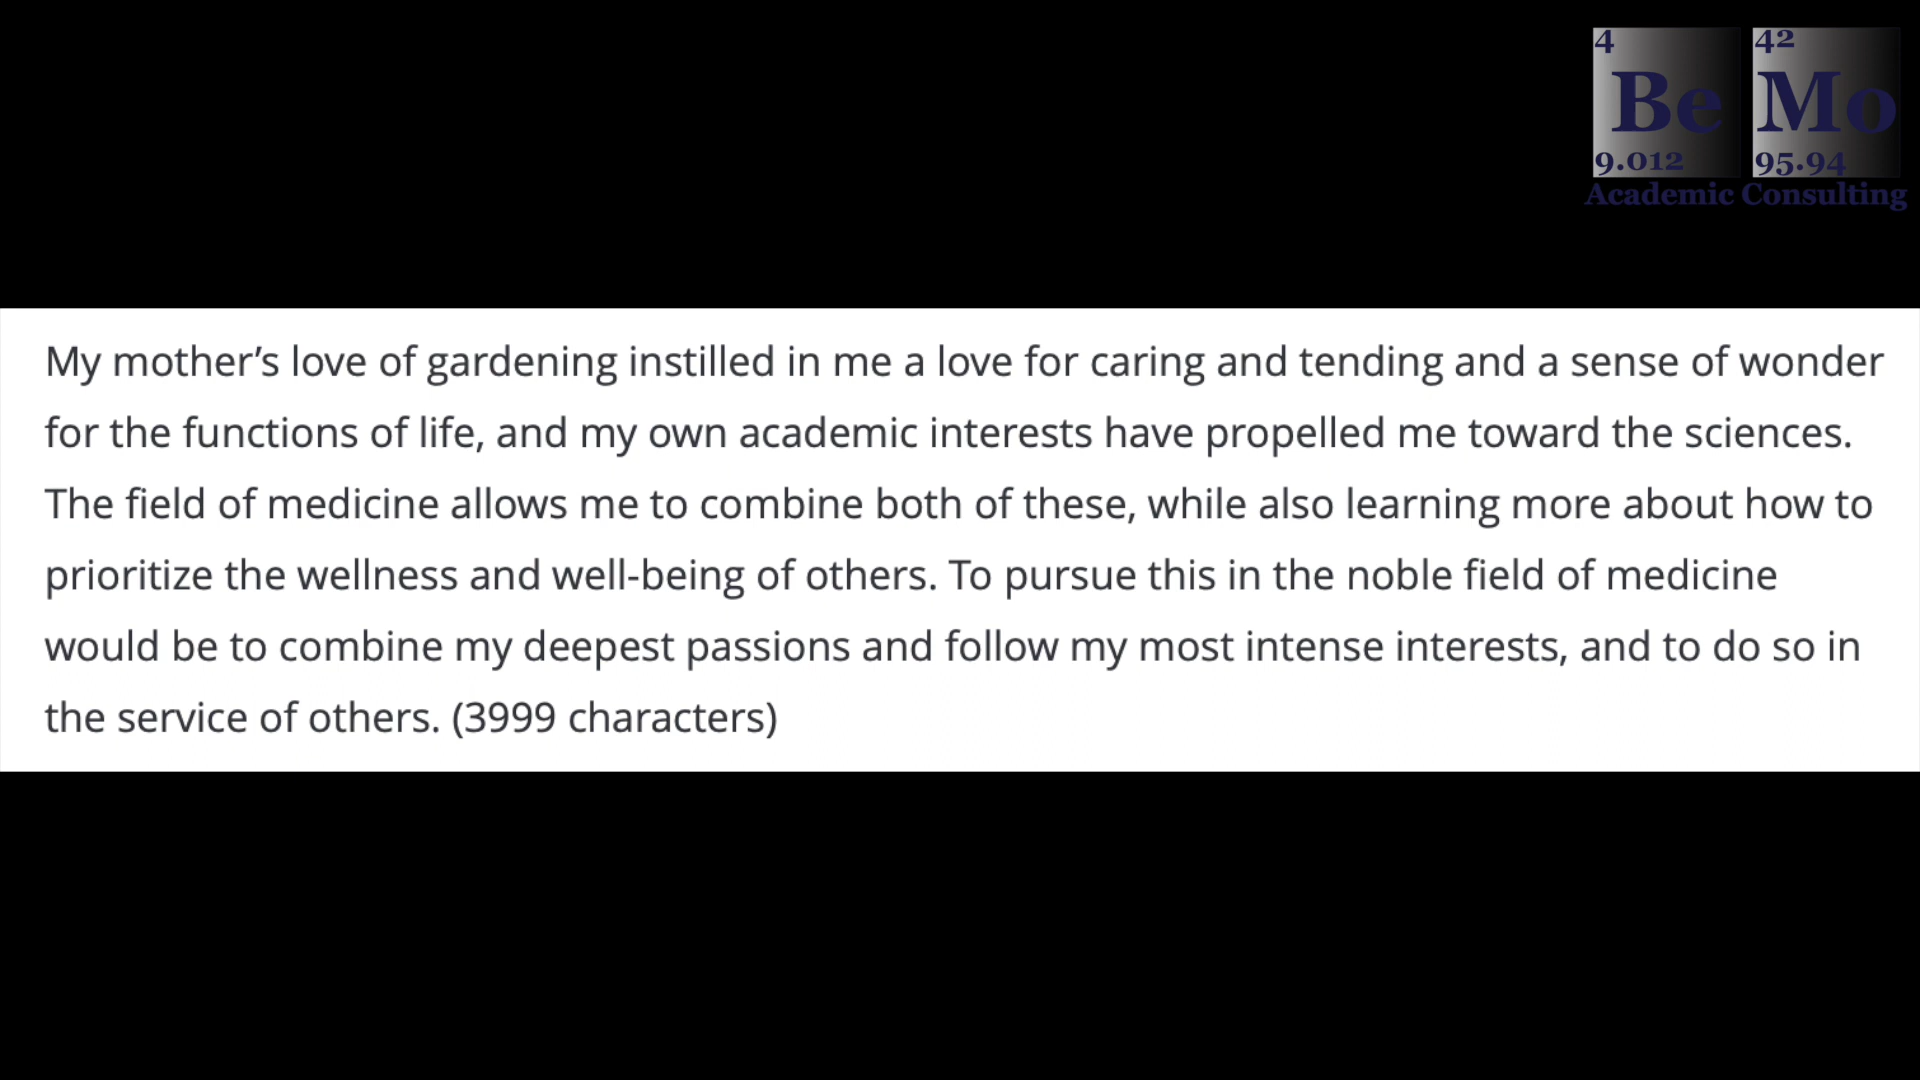 4 42
Be Mo
9.012 95.94
Academic Consulting
My mother’s love of gardening instilled in me a love for caring and tending and a sense of wonder
for the functions of life, and my own academic interests have propelled me toward the sciences.
The field of medicine allows me to combine both of these, while also learning more about how to
prioritize the wellness and well-being of others. To pursue this in the noble field of medicine
would be to combine my deepest passions and follow my most intense interests, and to do so in
the service of others. (3999 characters)